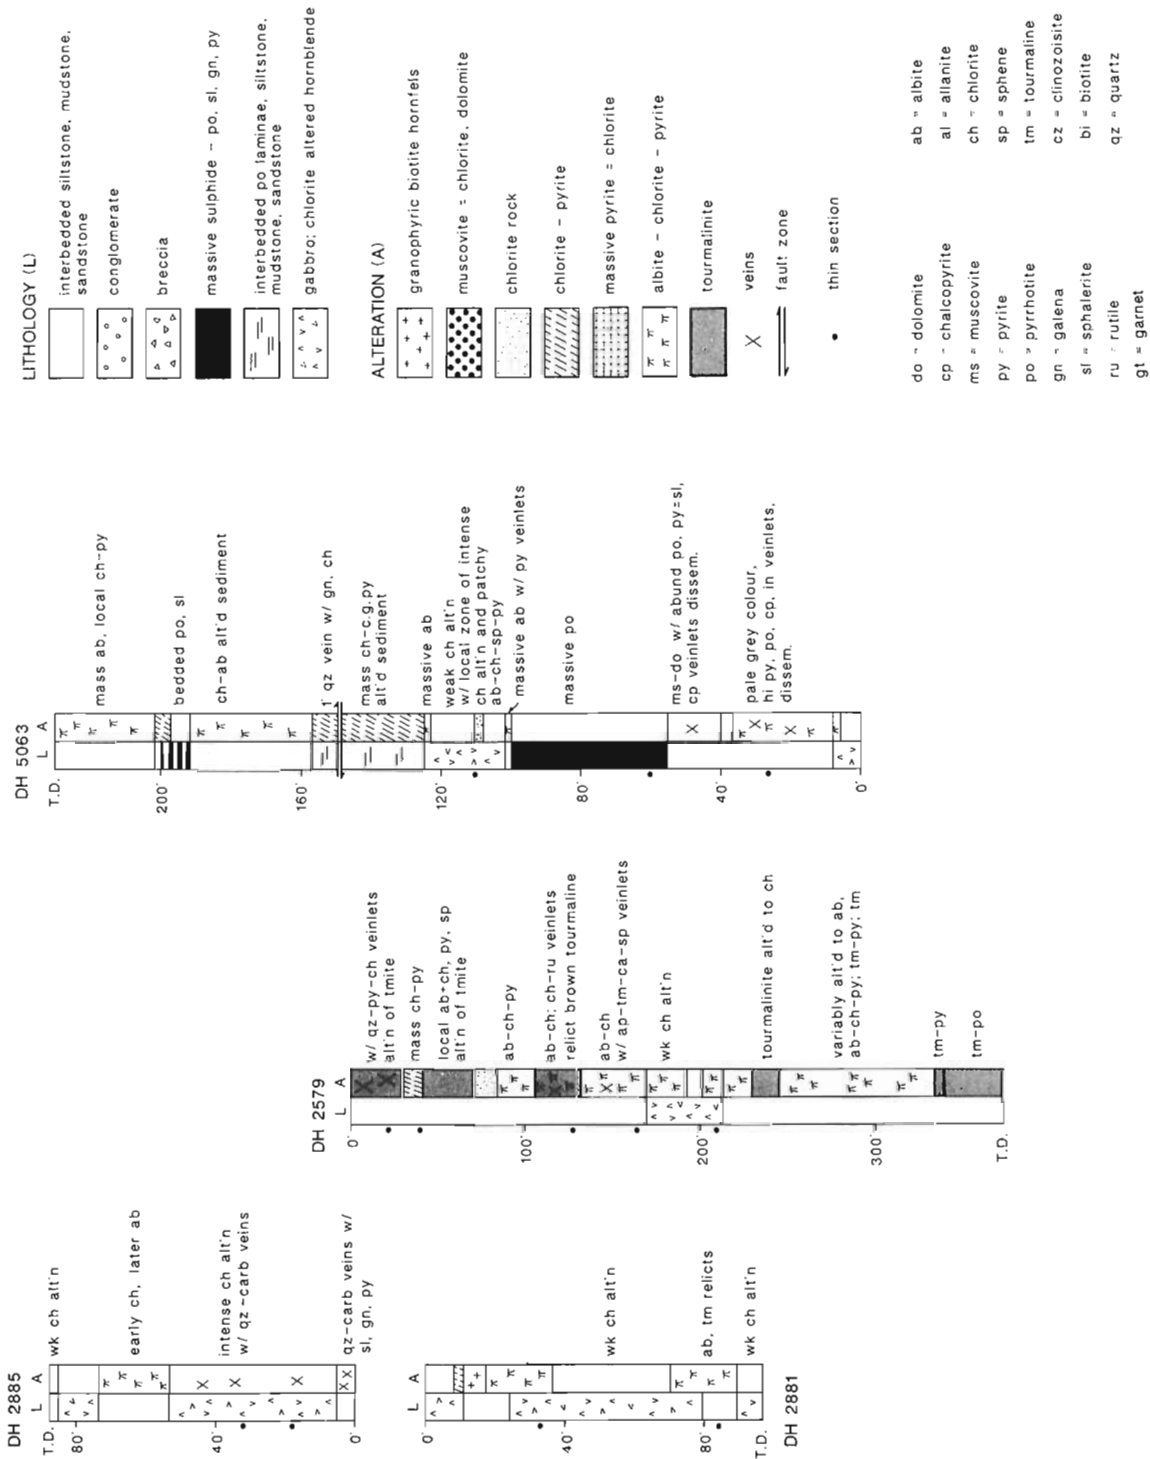 DH 2885
L A
T.D.
80'
40'
0'
wk ch alt'n
early ch, later ab
intense ch alt'n
w/ qz-carb veins
qz-carb veins w/
sl, gn, py
DH 2881
L A
0'
40'
80'
T.D.
wk ch alt'n
ab, tm relicts
wk ch alt'n
DH 2579
L A
0'
100'
200'
300'
T.D.
w/ qz-py-ch veinlets
alt'n of tmite
mass ch-py
local ab+ch, py, sp
alt'n of tmite
ab-ch-py
ab-ch; ch-ru veinlets
relict brown tourmaline
ab-ch
w/ ap-tm-ca-sp veinlets
wk ch alt'n
tourmalinite alt'd to ch
variably alt'd to ab,
ab-ch-py; tm-py; tm
tm-py
tm-po
DH 5063
L A
T.D.
200'
160'
120'
80'
40'
0'
mass ab, local ch-py
bedded po, sl
ch-ab alt'd sediment
1' qz vein w/ gn, ch
mass ch-c.g.py
alt'd sediment
massive ab
weak ch alt'n
w/ local zone of intense
ch alt'n and patchy
ab-ch-sp-py
massive ab w/ py veinlets
massive po
ms-do w/ abund po, py=sl,
cp veinlets dissem.
pale grey colour,
hi py, po, cp, in veinlets,
dissem.
LITHOLOGY (L)
interbedded siltstone, mudstone,
sandstone
conglomerate
breccia
massive sulphide - po, sl, gn, py
interbedded po laminae, siltstone,
mudstone, sandstone
gabbro; chlorite altered hornblende
ALTERATION (A)
granophyric biotite hornfels
muscovite = chlorite, dolomite
chlorite rock
chlorite - pyrite
massive pyrite = chlorite
albite - chlorite - pyrite
tourmalinite
X veins
fault zone
• thin section
do = dolomite
cp = chalcopyrite
ms = muscovite
py = pyrite
po = pyrrhotite
gn = galena
sl = sphalerite
ru = rutile
gt = garnet
ab = albite
al = allanite
ch = chlorite
sp = sphene
tm = tourmaline
cz = clinozoisite
bi = biotite
qz = quartz